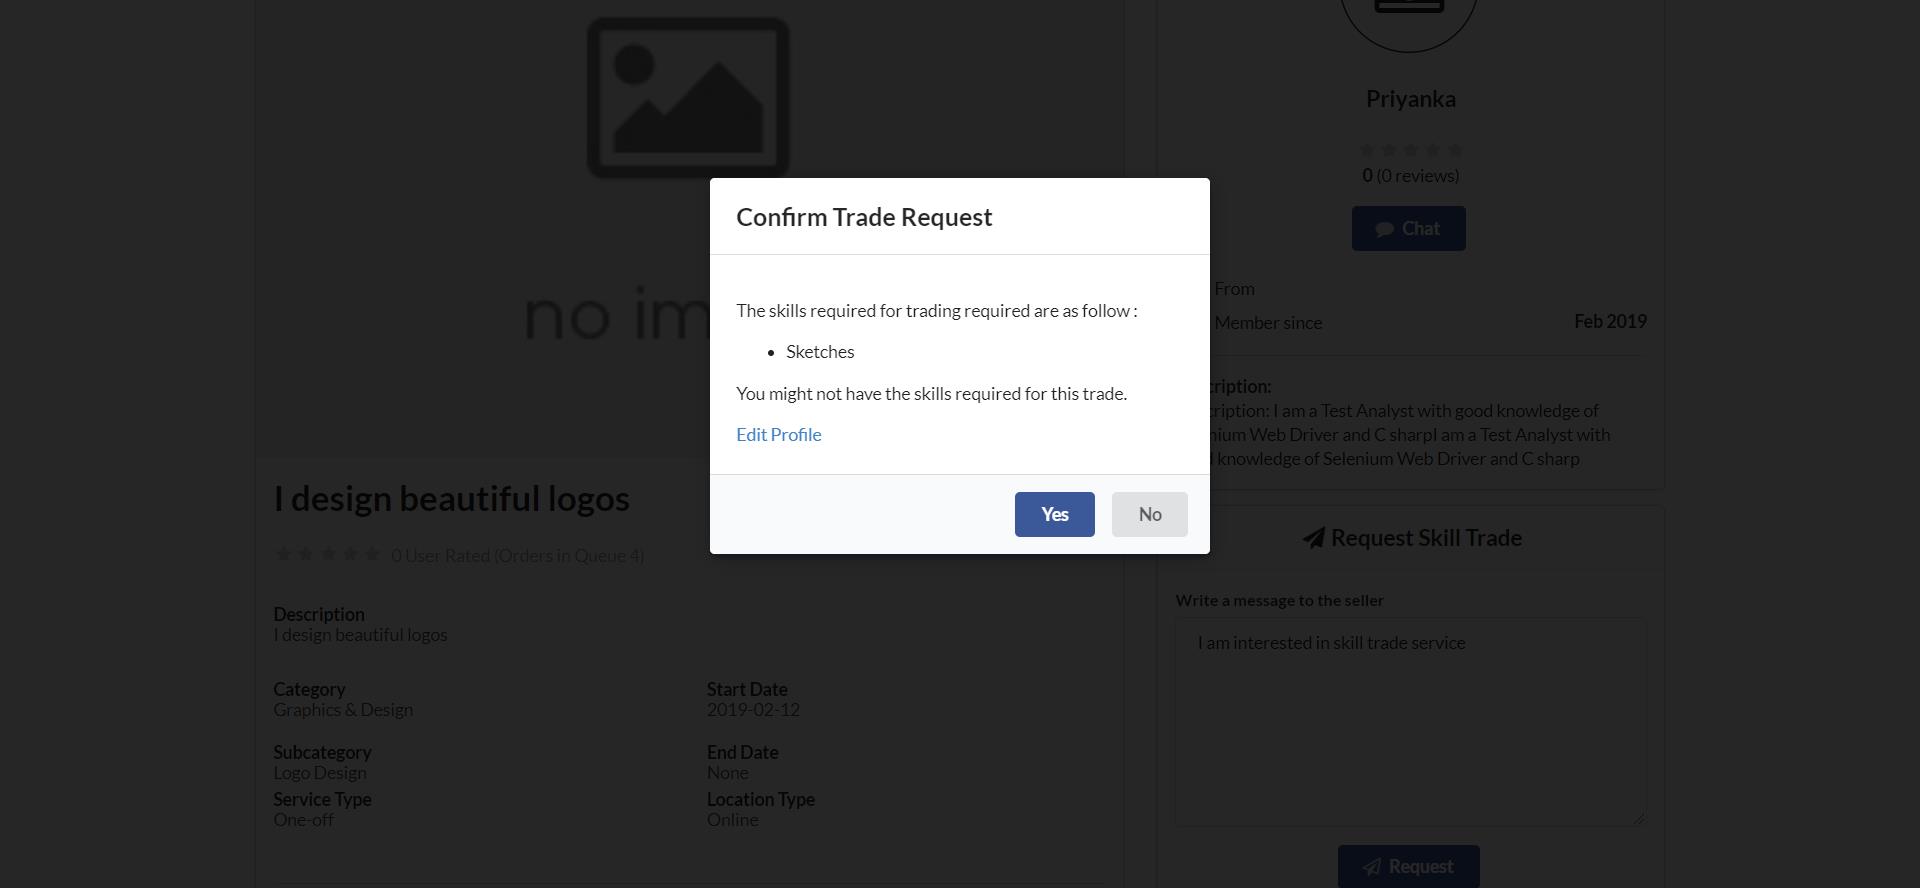 no im
I design beautiful logos
0 User Rated (Orders in Queue 4)
Description
I design beautiful logos
Category
Graphics & Design
Start Date
2019-02-12
Subcategory
Logo Design
End Date
None
Service Type
One-off
Location Type
Online
Confirm Trade Request
The skills required for trading required are as follow :
• Sketches
You might not have the skills required for this trade.
Edit Profile
Yes
No
Priyanka
0 (0 reviews)
Chat
From
Member since
Feb 2019
cription:
cription: I am a Test Analyst with good knowledge of
nium Web Driver and C sharpI am a Test Analyst with
knowledge of Selenium Web Driver and C sharp
Request Skill Trade
Write a message to the seller
I am interested in skill trade service
Request